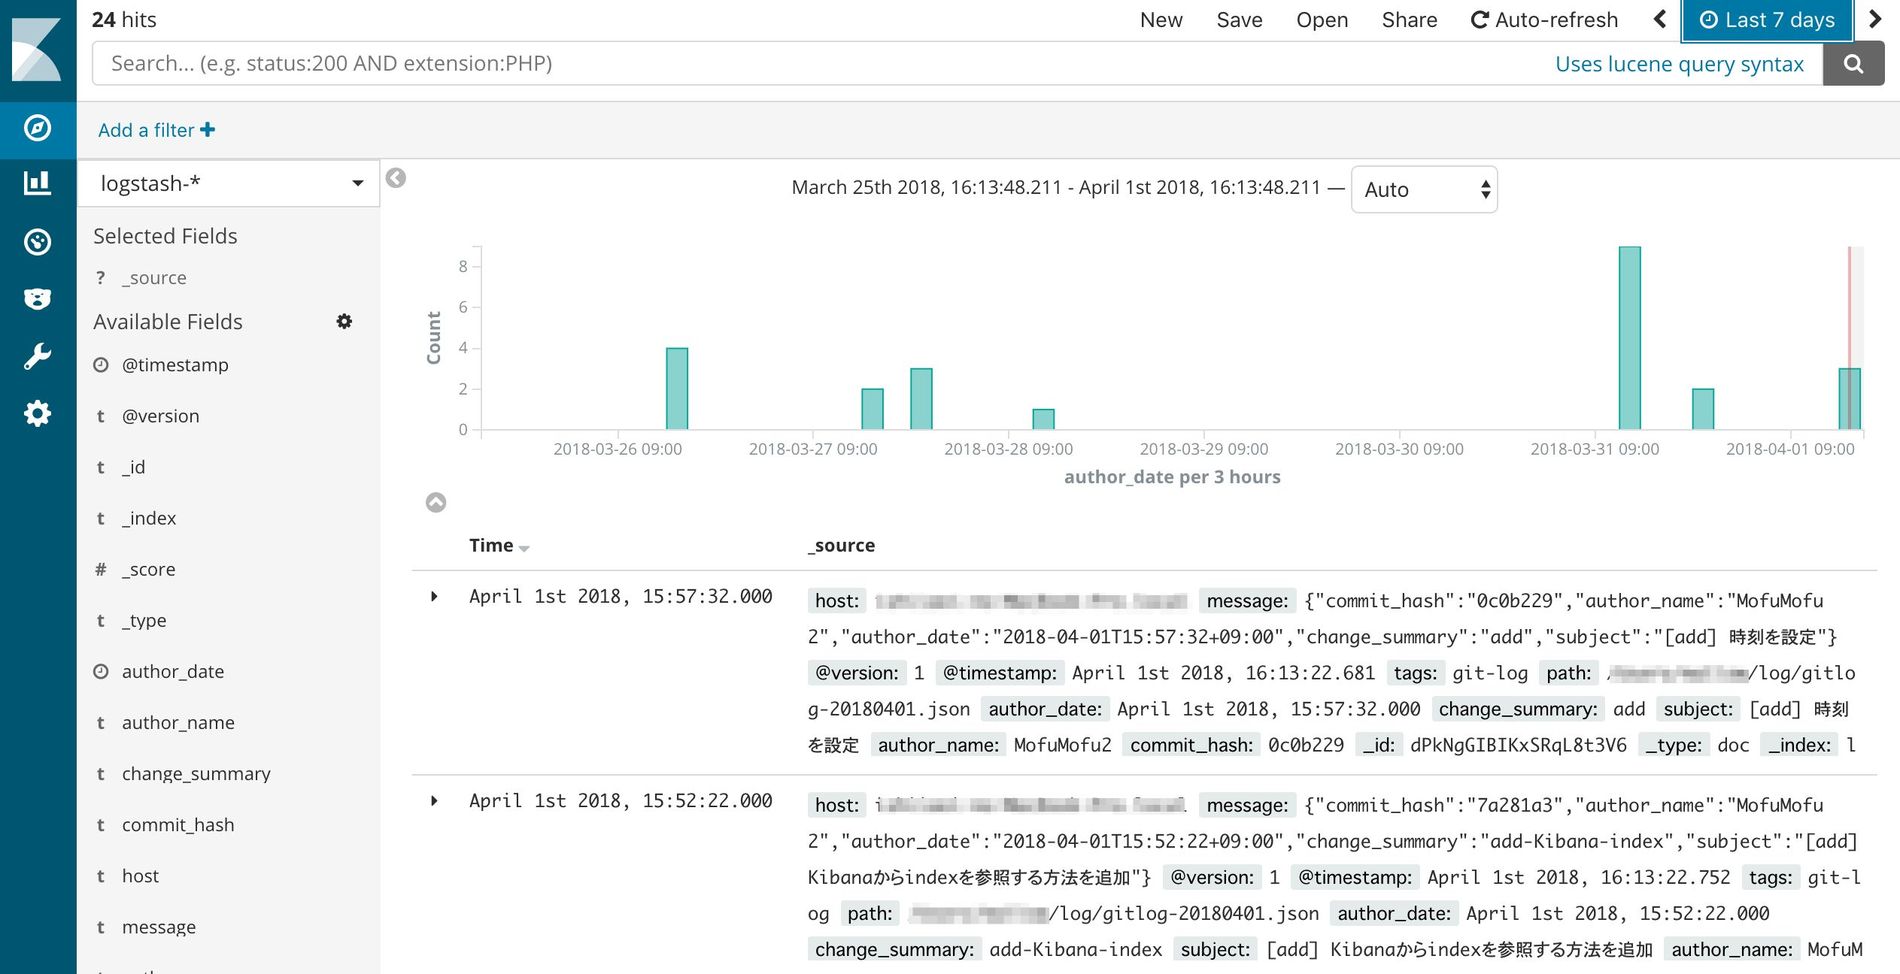 24 hits
New Save Open Share Auto-refresh Last 7 days
Search... (e.g. status:200 AND extension:PHP) Uses lucene query syntax
Add a filter
logstash-*
Selected Fields
? _source
Available Fields
@timestamp
t @version
t _id
t _index
# _score
t _type
author_date
t author_name
t change_summary
t commit_hash
t host
t message
March 25th 2018, 16:13:48.211 - April 1st 2018, 16:13:48.211 — Auto
Count
8
6
4
2
0
2018-03-26 09:00 2018-03-27 09:00 2018-03-28 09:00 2018-03-29 09:00 2018-03-30 09:00 2018-03-31 09:00 2018-04-01 09:00
author_date per 3 hours
Time _source
April 1st 2018, 15:57:32.000 host: message: {"commit_hash":"0c0b229","author_name":"MofuMofu
2","author_date":"2018-04-01T15:57:32+09:00","change_summary":"add","subject":"[add] 時刻を設定"}
@version: 1 @timestamp: April 1st 2018, 16:13:22.681 tags: git-log path: /log/gitlo
g-20180401.json author_date: April 1st 2018, 15:57:32.000 change_summary: add subject: [add] 時刻
を設定 author_name: MofuMofu2 commit_hash: 0c0b229 _id: dPkNgGIBIKxSRqL8t3V6 _type: doc _index: l
April 1st 2018, 15:52:22.000 host: message: {"commit_hash":"7a281a3","author_name":"MofuMofu
2","author_date":"2018-04-01T15:52:22+09:00","change_summary":"add-Kibana-index","subject":"[add]
Kibanaからindexを参照する方法を追加"} @version: 1 @timestamp: April 1st 2018, 16:13:22.752 tags: git-l
og path: /log/gitlog-20180401.json author_date: April 1st 2018, 15:52:22.000
change_summary: add-Kibana-index subject: [add] Kibanaからindexを参照する方法を追加 author_name: MofuM